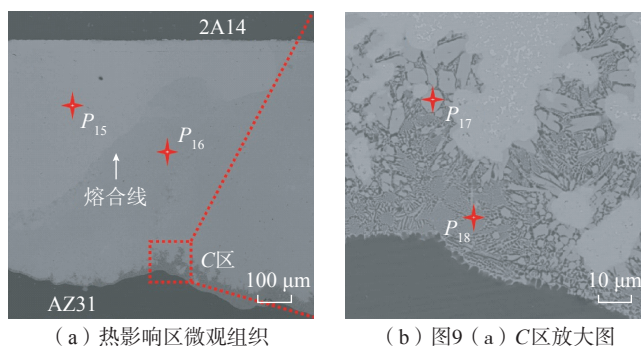 2A14
P15
P16
熔合线
C区
AZ31
100 μm
P17
P18
10 μm
（a）热影响区微观组织
（b）图9（a）C区放大图